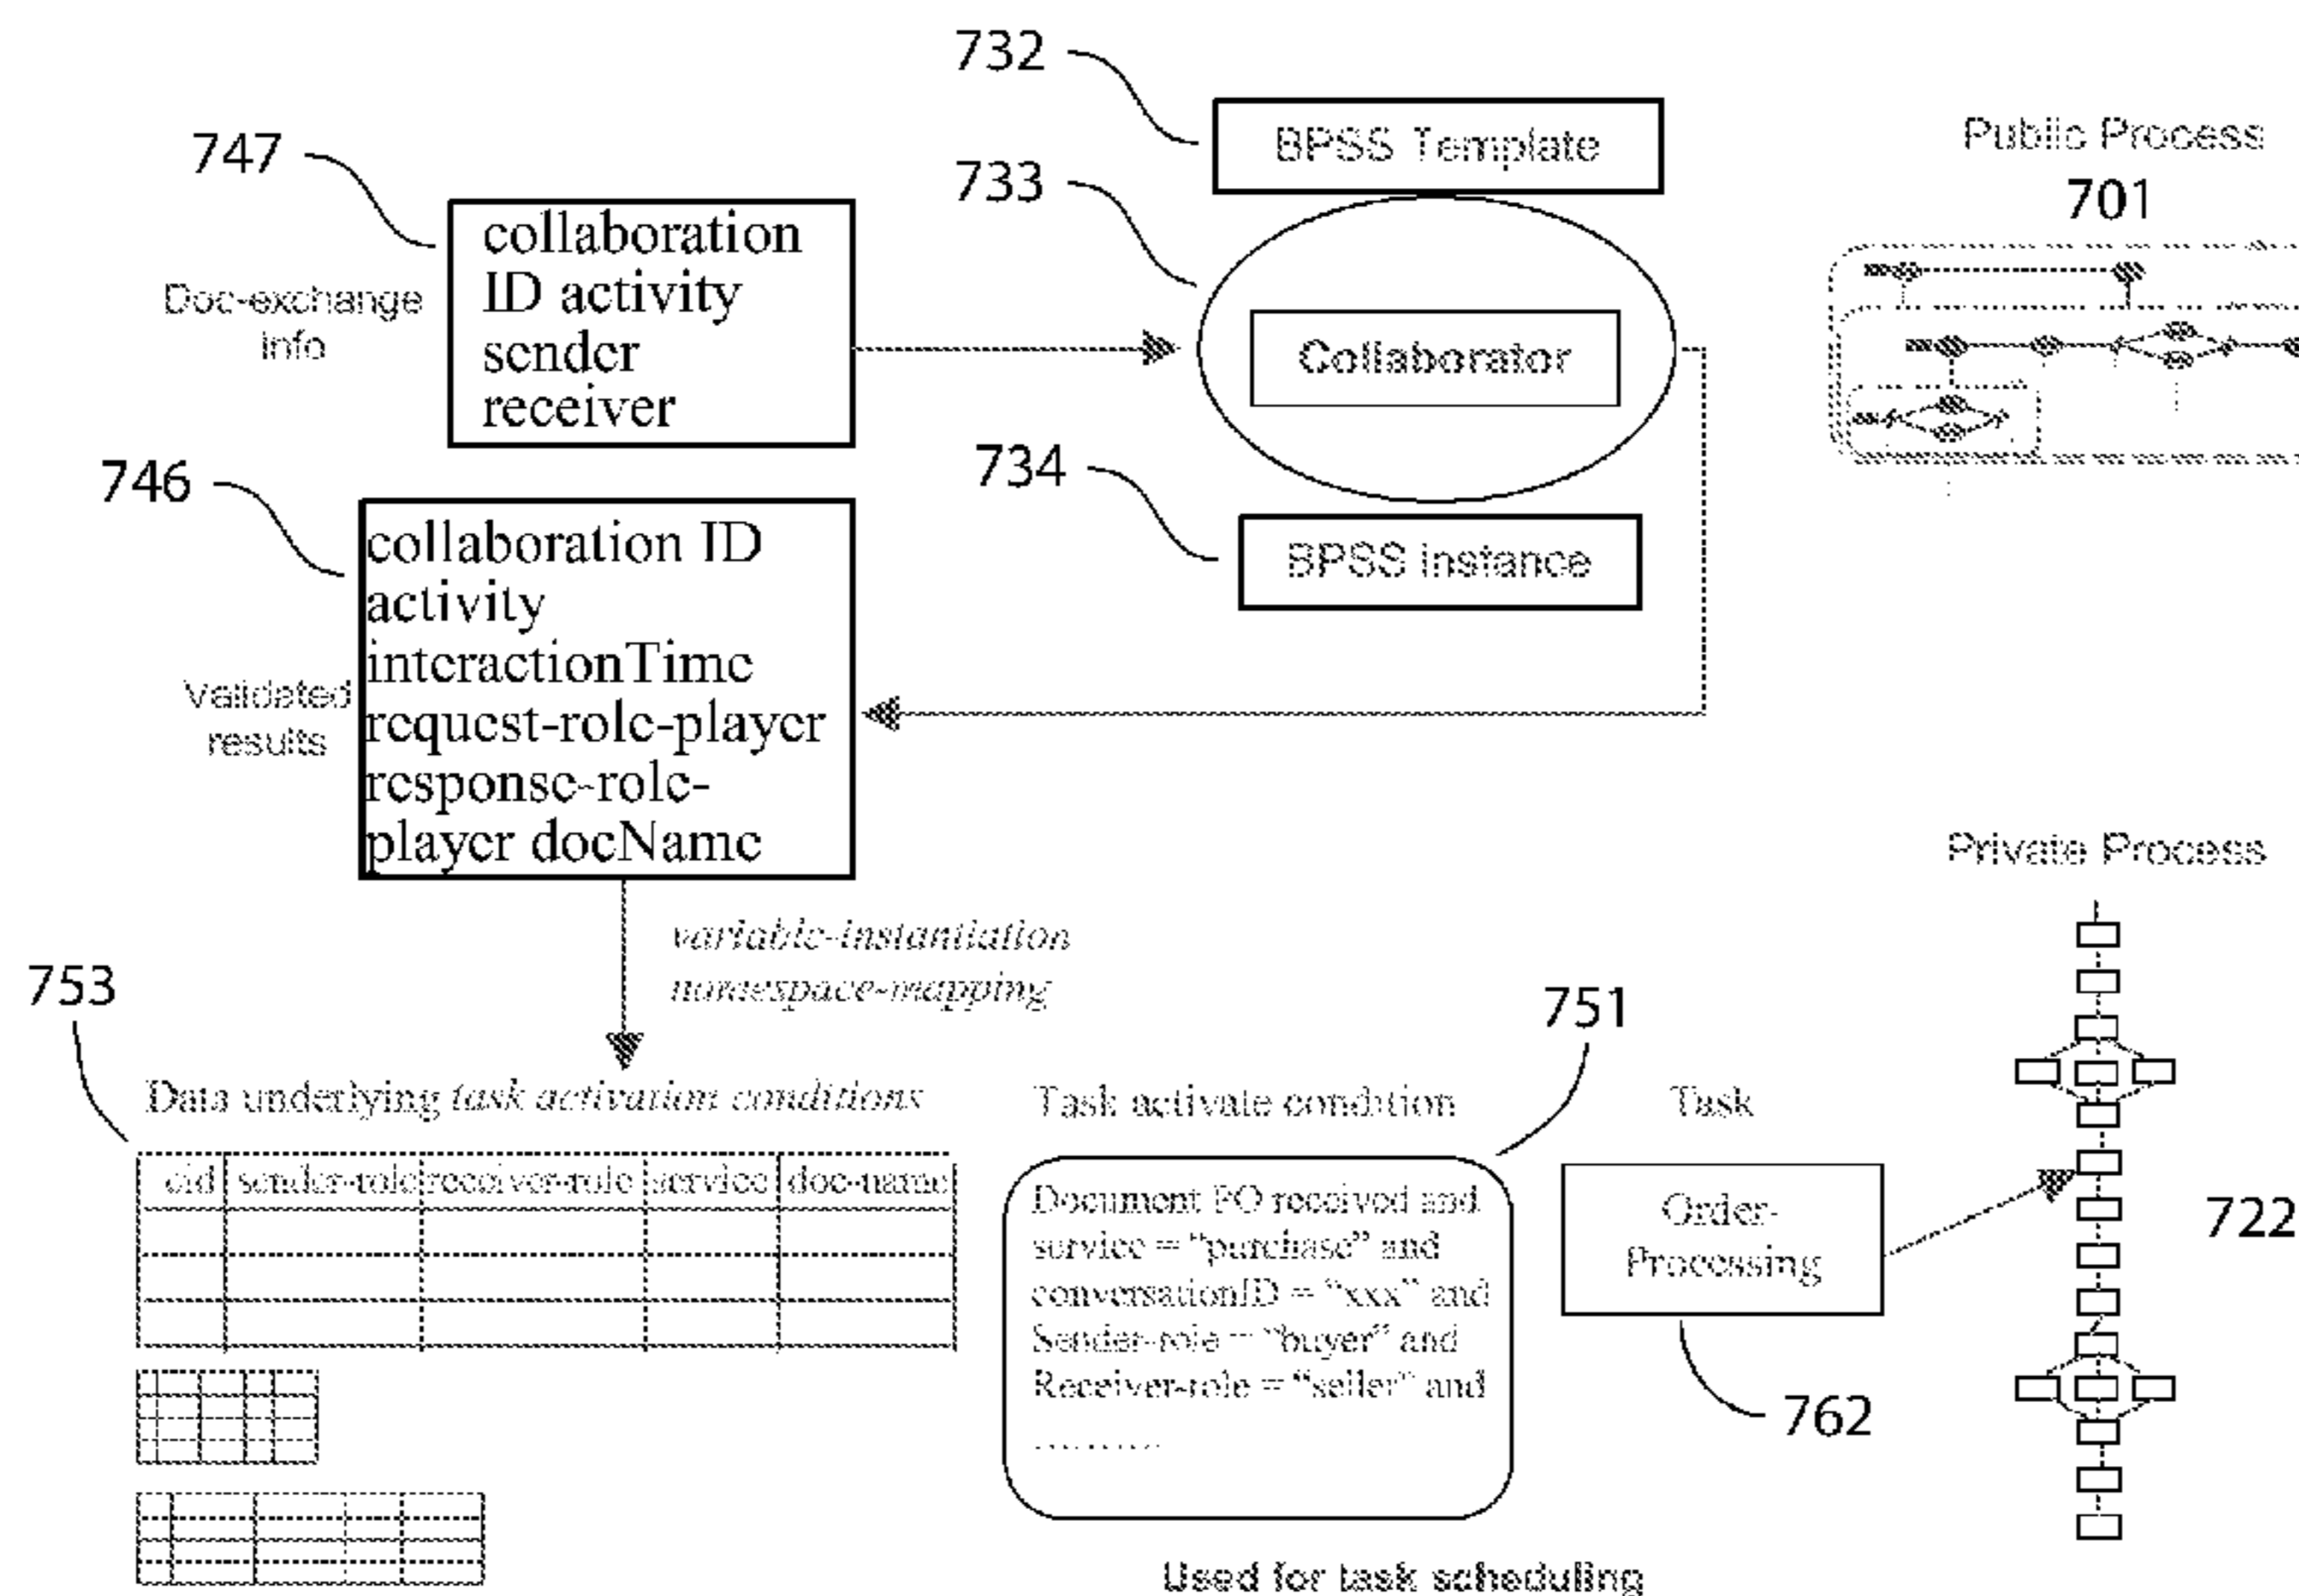 732
BPSS Template
Public Process
701
747
733
collaboration
ID activity
sender
receiver
Doc-exchange
info
Collaborator
734
BPSS instance
746
collaboration ID
activity
interactionTime
request-role-player
response-role-
player docName
Validated
results
Private Process
variable-instantiation
namespace-mapping
753
751
Data underlying task activation conditions
Task activate condition
Task
cid sender-role receiver-role service doc-name
Document PO received and
service = "purchase" and
conversationID = "xxx" and
Sender-role = "buyer" and
Receiver-role = "seller" and
..........
Order-
Processing
722
762
Used for task scheduling